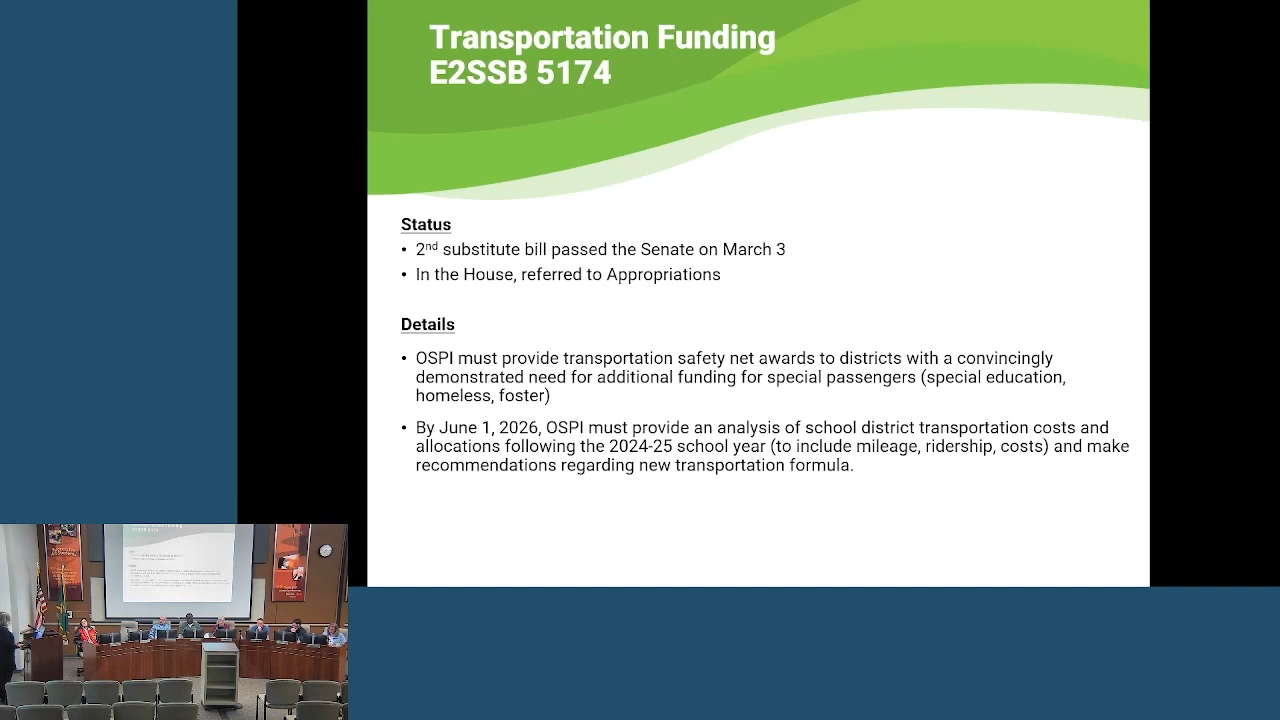 Transportation Funding
E2SSB 5174
Status
• 2nd substitute bill passed the Senate on March 3
• In the House, referred to Appropriations
Details
• OSPI must provide transportation safety net awards to districts with a convincingly
demonstrated need for additional funding for special passengers (special education,
homeless, foster)
• By June 1, 2026, OSPI must provide an analysis of school district transportation costs and
allocations following the 2024-25 school year (to include mileage, ridership, costs) and make
recommendations regarding new transportation formula.